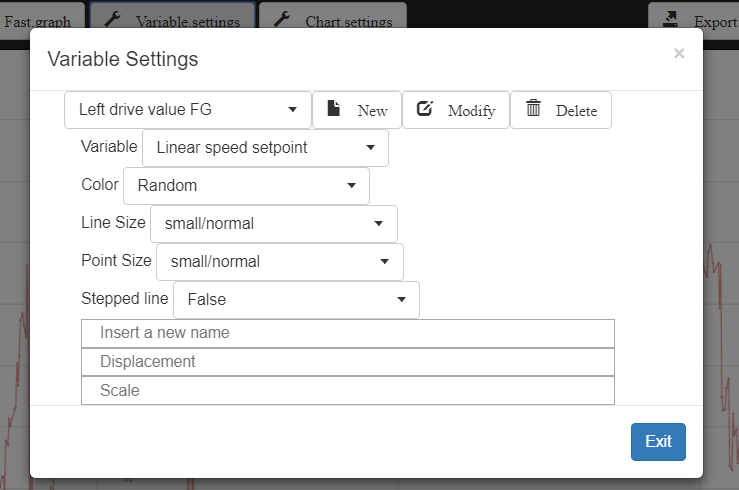 Fast.graph Variable.settings Chart.settings Export
Variable Settings ×
Left drive value FG New Modify Delete
Variable Linear speed setpoint
Color Random
Line Size small/normal
Point Size small/normal
Stepped line False
Insert a new name
Displacement
Scale
Exit